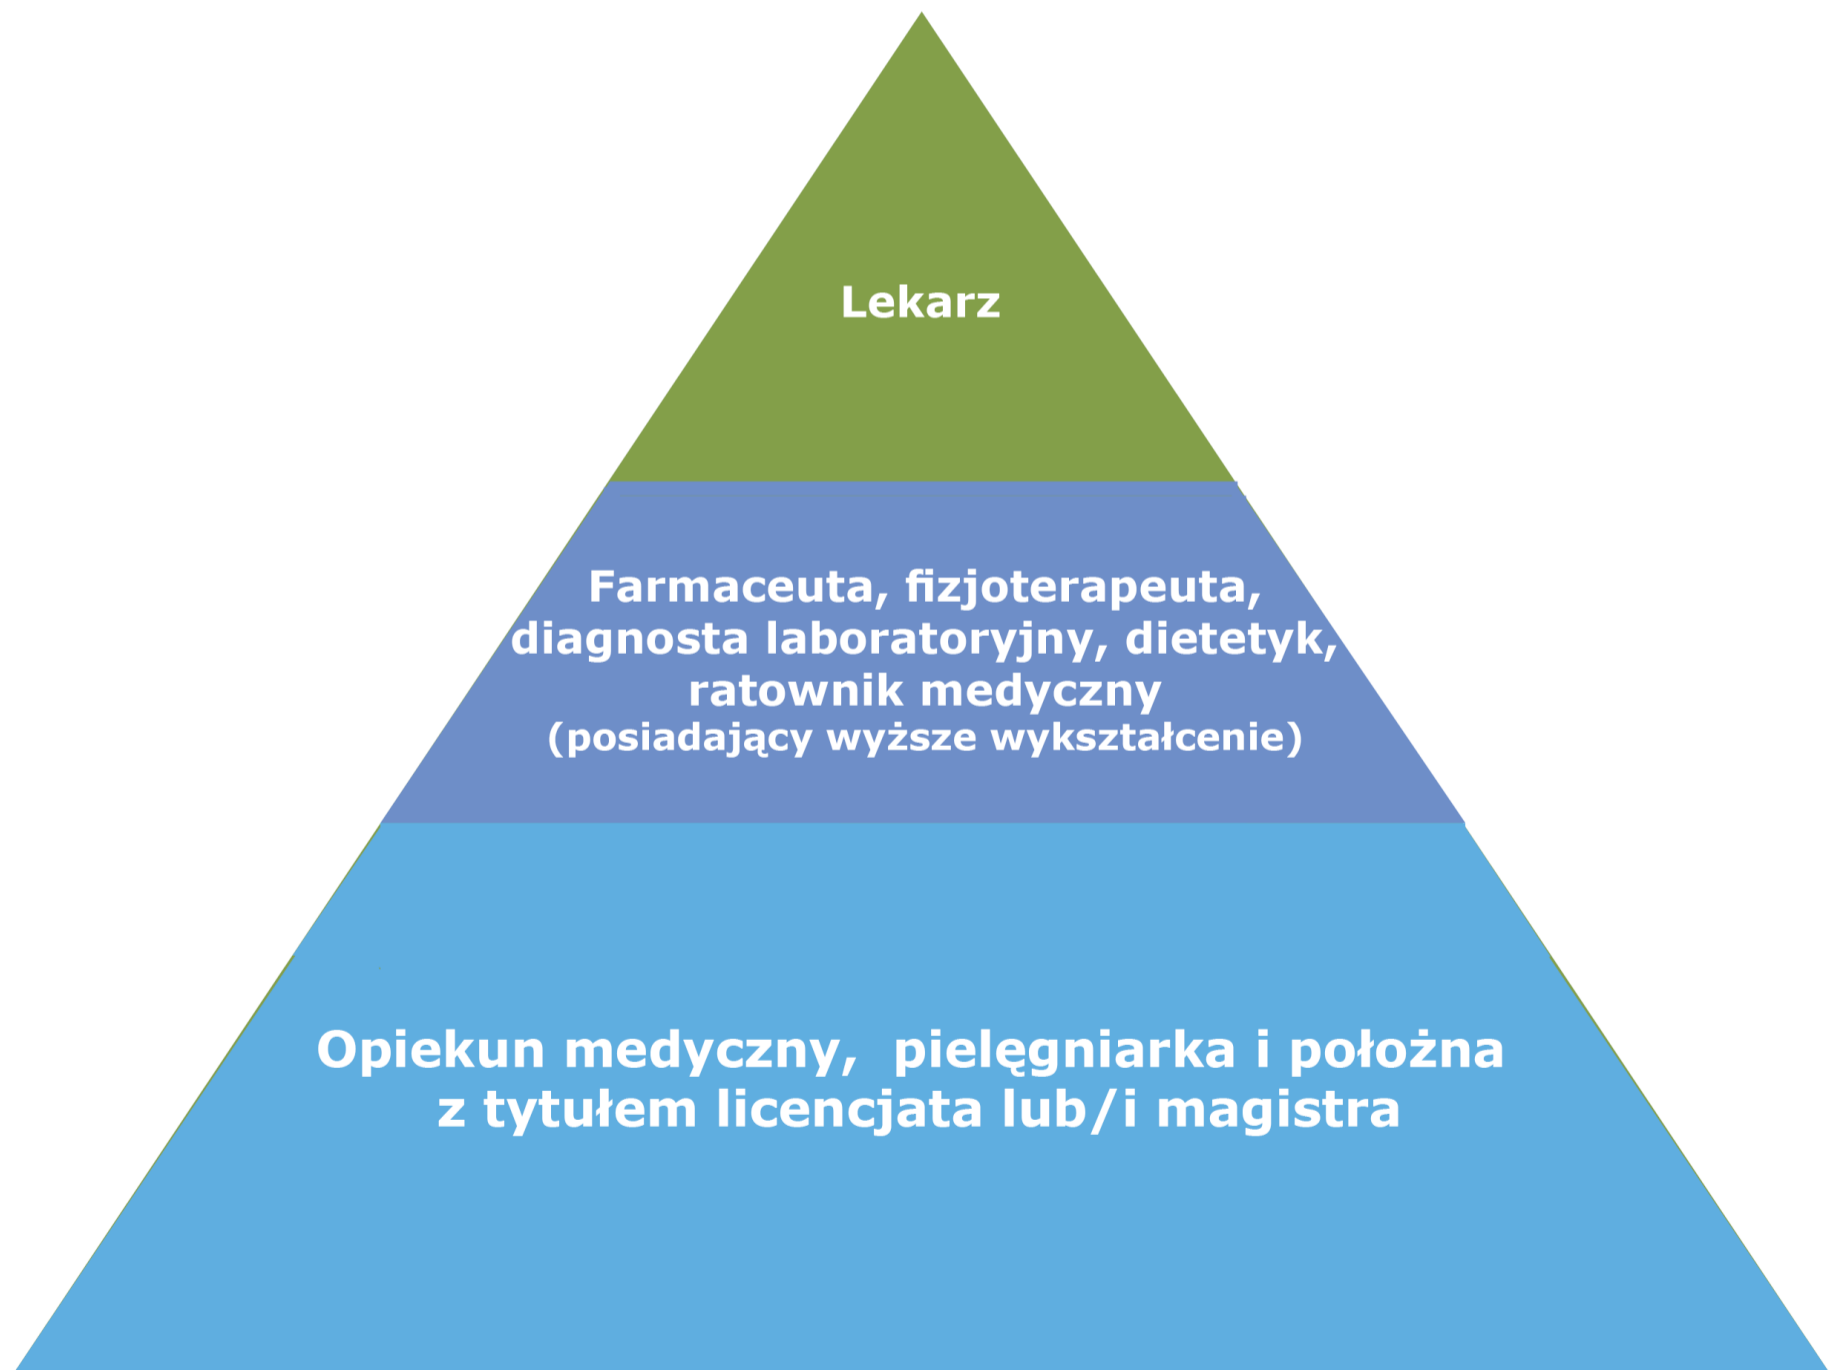 Lekarz
Farmaceuta, fizjoterapeuta,
diagnosta laboratoryjny, dietetyk,
ratownik medyczny
(posiadający wyższe wykształcenie)
Opiekun medyczny,  pielęgniarka i położna
z tytułem licencjata lub/i magistra